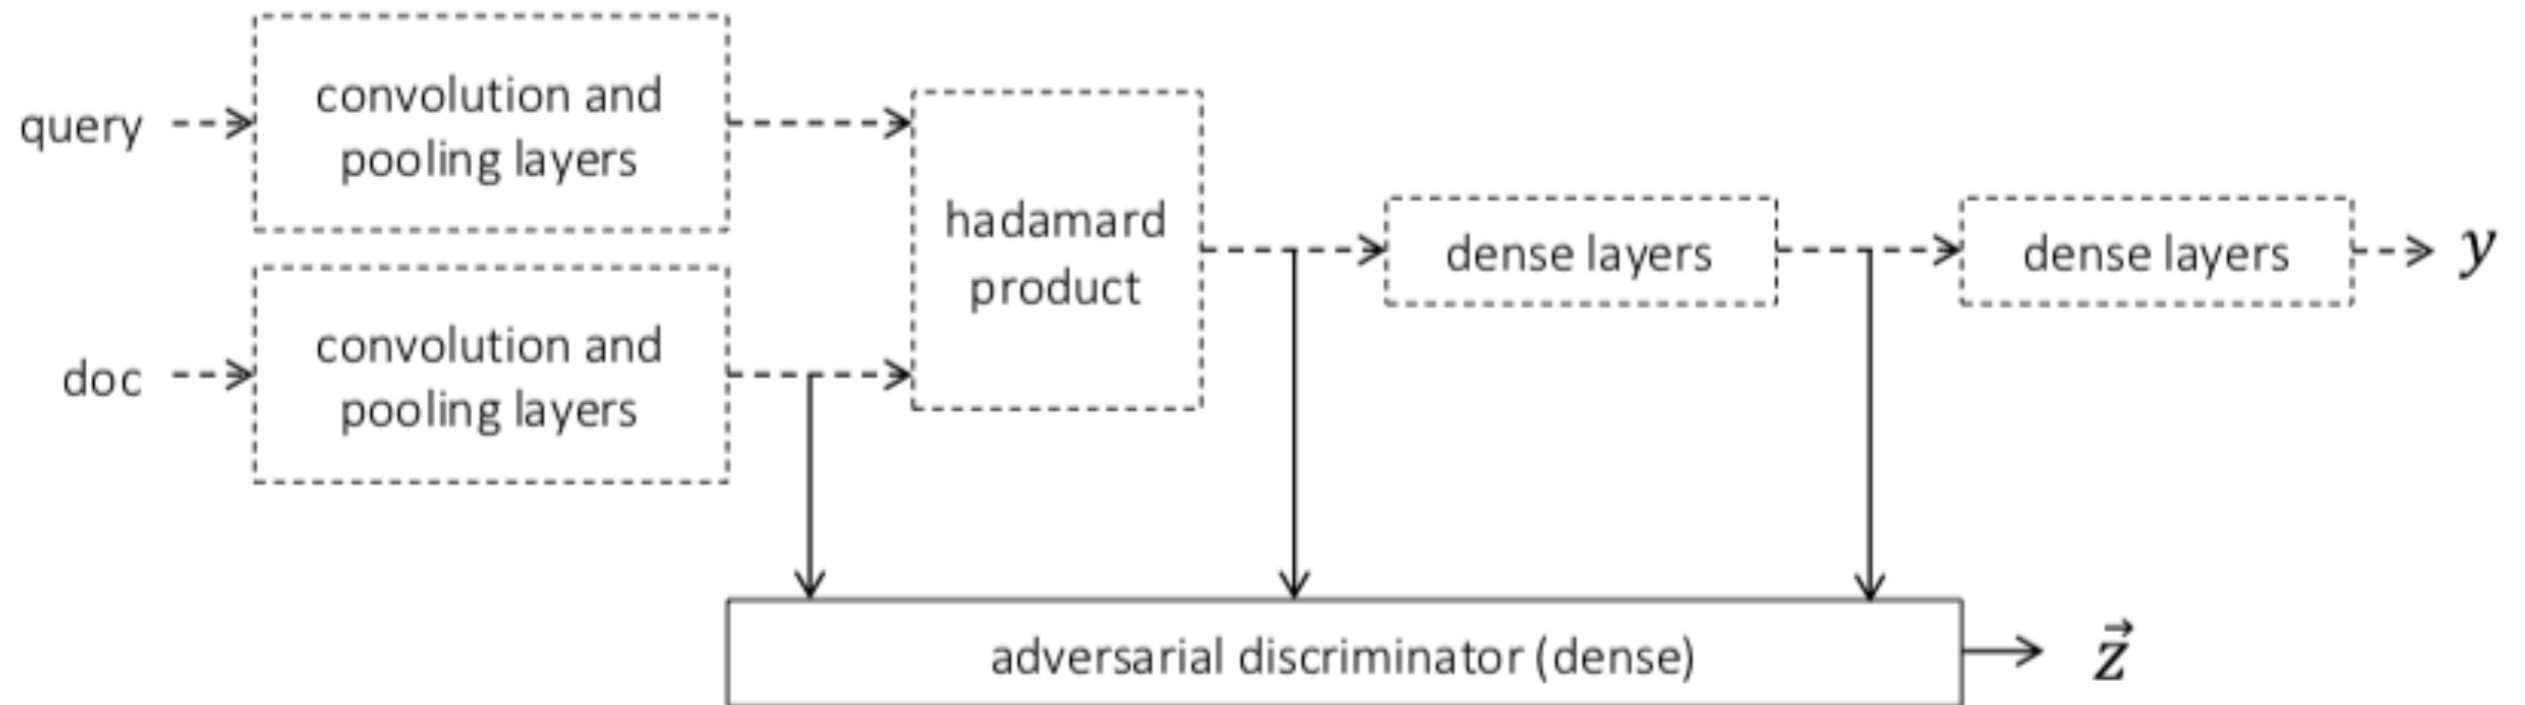 query
convolution and
pooling layers
doc
convolution and
pooling layers
hadamard
product
dense layers
dense layers
y
adversarial discriminator (dense)
z⃗